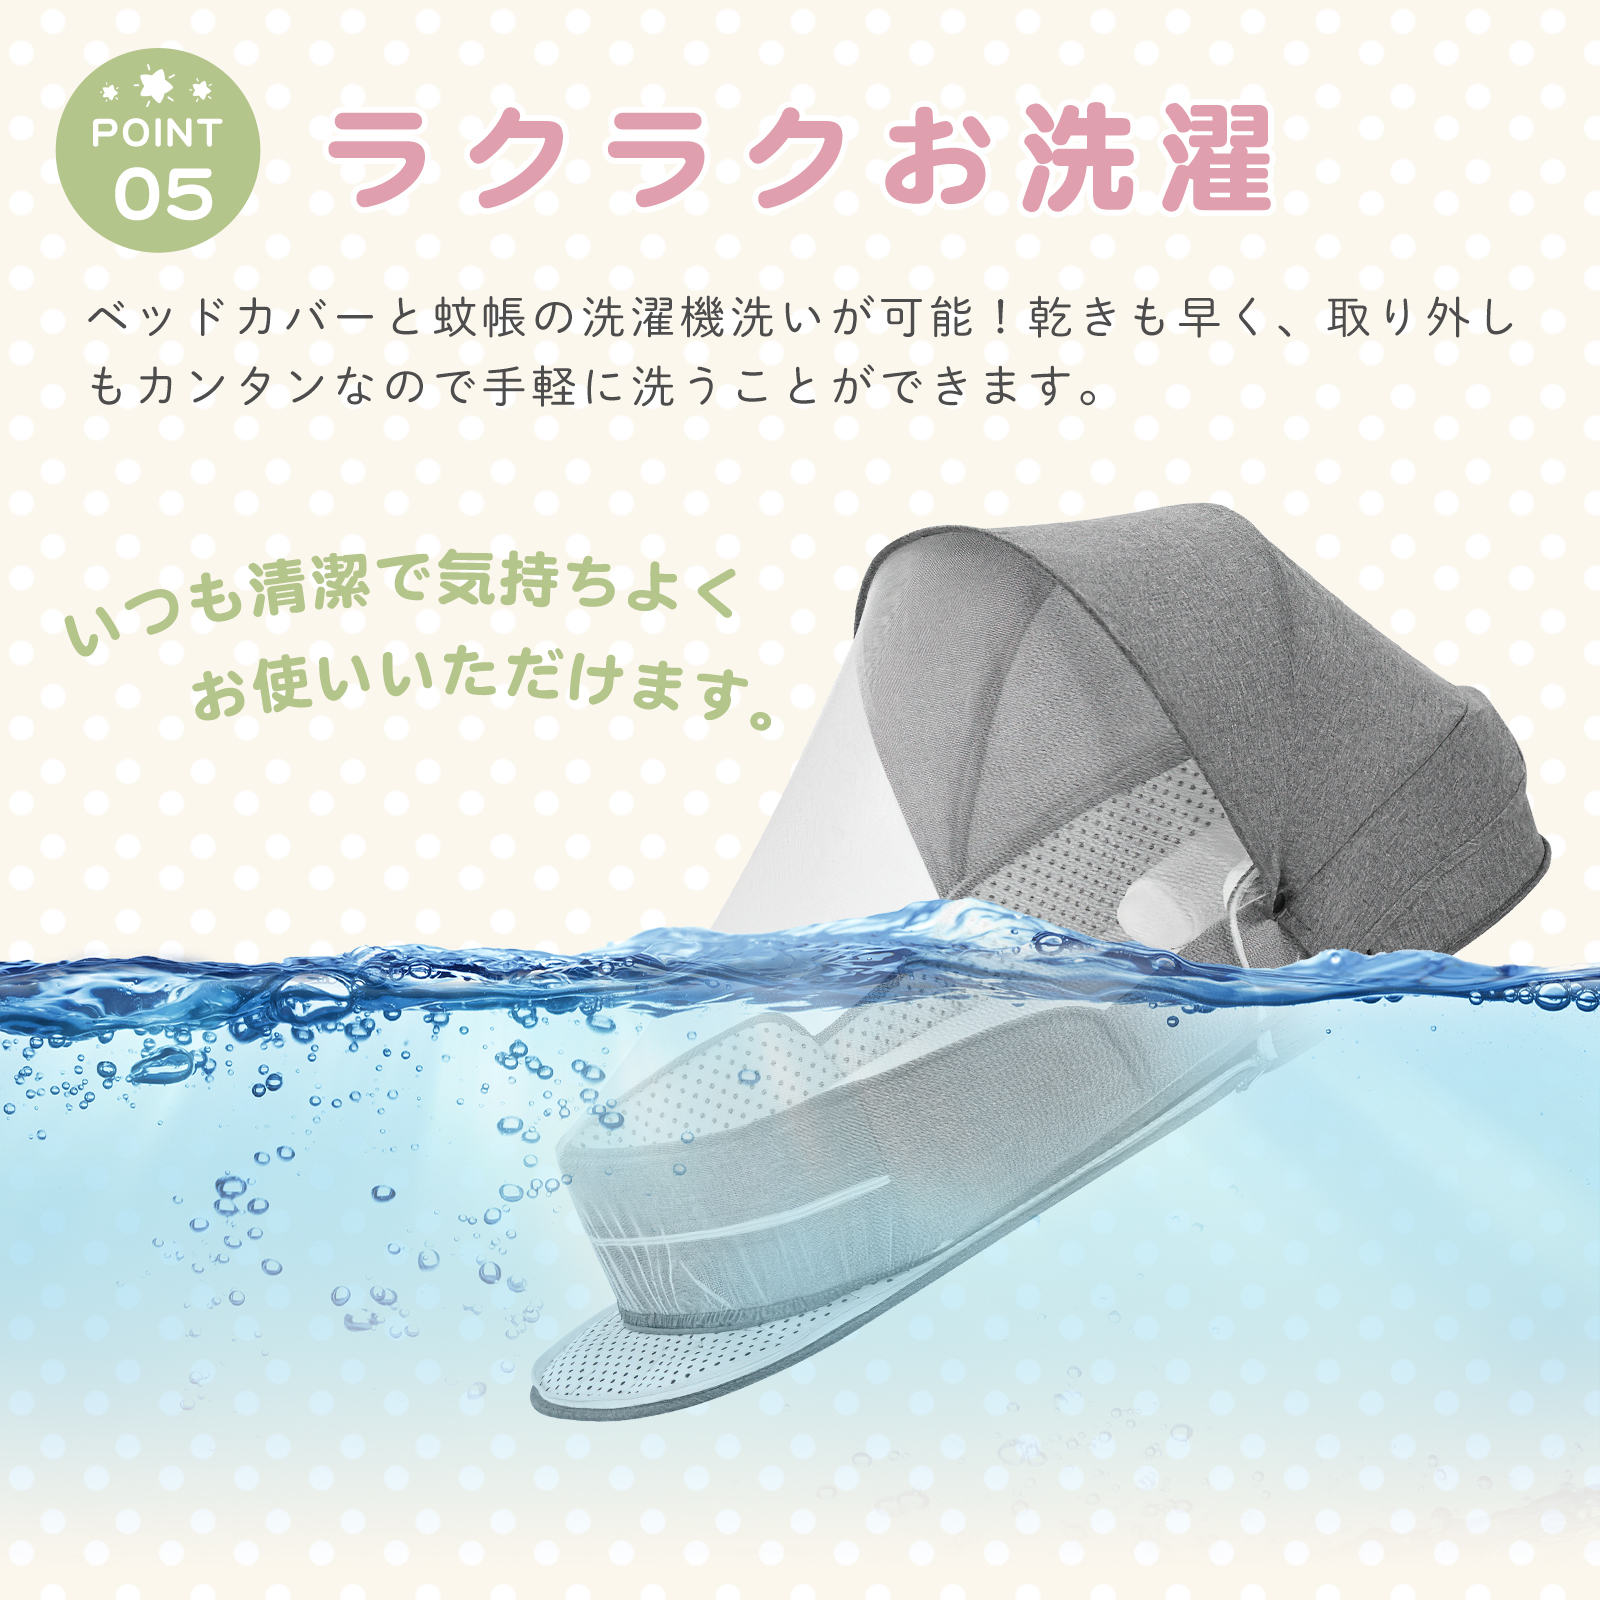 POINT
05
ラクラクお洗濯
ベッドカバーと蚊帳の洗濯機洗いが可能！乾きも早く、取り外し
もカンタンなので手軽に洗うことができます。
いつも清潔で気持ちよく
お使いいただけます。